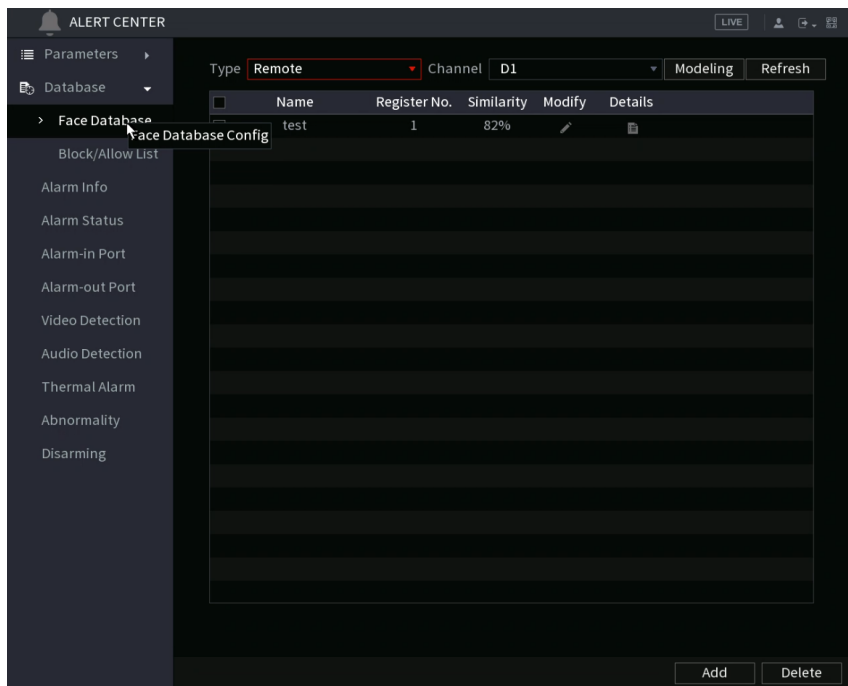 ALERT CENTER
LIVE
Parameters
Database
Face Database
Face Database Config
Block/Allow List
Alarm Info
Alarm Status
Alarm-in Port
Alarm-out Port
Video Detection
Audio Detection
Thermal Alarm
Abnormality
Disarming
Type Remote Channel D1 Modeling Refresh
Name Register No. Similarity Modify Details
test 1 82%
Add Delete